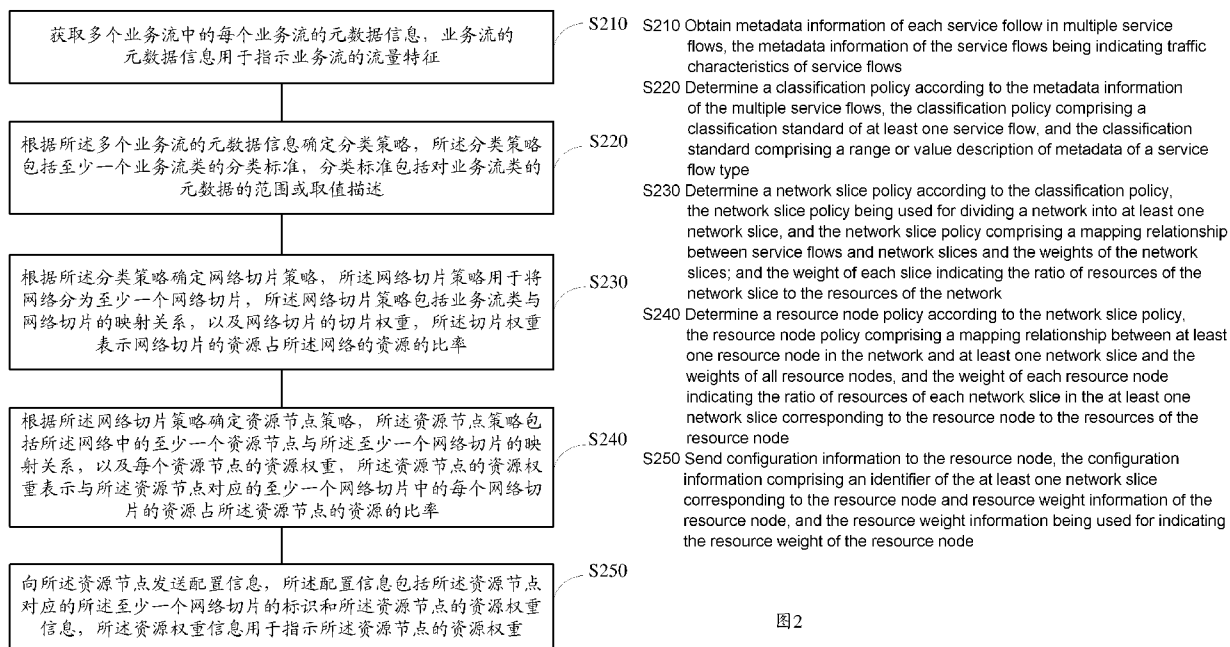 获取多个业务流中的每个业务流的元数据信息，业务流的
元数据信息用于指示业务流的流量特征
S210
根据所述多个业务流的元数据信息确定分类策略，所述分类策略
包括至少一个业务流类的分类标准，分类标准包括对业务流类的
元数据的范围或取值描述
S220
根据所述分类策略确定网络切片策略，所述网络切片策略用于将
网络分为至少一个网络切片，所述网络切片策略包括业务流类与
网络切片的映射关系，以及网络切片的切片权重，所述切片权重
表示网络切片的资源占所述网络的资源的比率
S230
根据所述网络切片策略确定资源节点策略，所述资源节点策略包
括所述网络中的至少一个资源节点与所述至少一个网络切片的映
射关系，以及每个资源节点的资源权重，所述资源节点的资源权
重表示与所述资源节点对应的至少一个网络切片中的每个网络切
片的资源占所述资源节点的资源的比率
S240
向所述资源节点发送配置信息，所述配置信息包括所述资源节点
对应的所述至少一个网络切片的标识和所述资源节点的资源权重
信息，所述资源权重信息用于指示所述资源节点的资源权重
S250
S210 Obtain metadata information of each service follow in multiple service
flows, the metadata information of the service flows being indicating traffic
characteristics of service flows
S220 Determine a classification policy according to the metadata information
of the multiple service flows, the classification policy comprising a
classification standard of at least one service flow, and the classification
standard comprising a range or value description of metadata of a service
flow type
S230 Determine a network slice policy according to the classification policy,
the network slice policy being used for dividing a network into at least one
network slice, and the network slice policy comprising a mapping relationship
between service flows and network slices and the weights of the network
slices; and the weight of each slice indicating the ratio of resources of the
network slice to the resources of the network
S240 Determine a resource node policy according to the network slice policy,
the resource node policy comprising a mapping relationship between at least
one resource node in the network and at least one network slice and the
weights of all resource nodes, and the weight of each resource node
indicating the ratio of resources of each network slice in the at least one
network slice corresponding to the resource node to the resources of the
resource node
S250 Send configuration information to the resource node, the configuration
information comprising an identifier of the at least one network slice
corresponding to the resource node and resource weight information of the
resource node, and the resource weight information being used for indicating
the resource weight of the resource node
图2